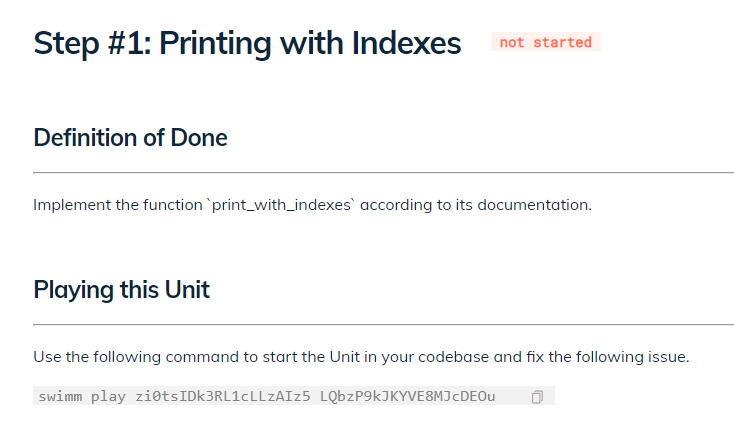 Step #1: Printing with Indexes not started
Definition of Done
Implement the function `print_with_indexes` according to its documentation.
Playing this Unit
Use the following command to start the Unit in your codebase and fix the following issue.
swimm play zi0tsIDk3RL1cLLzAIz5 LQbzP9kJKYVE8MJcDEOu